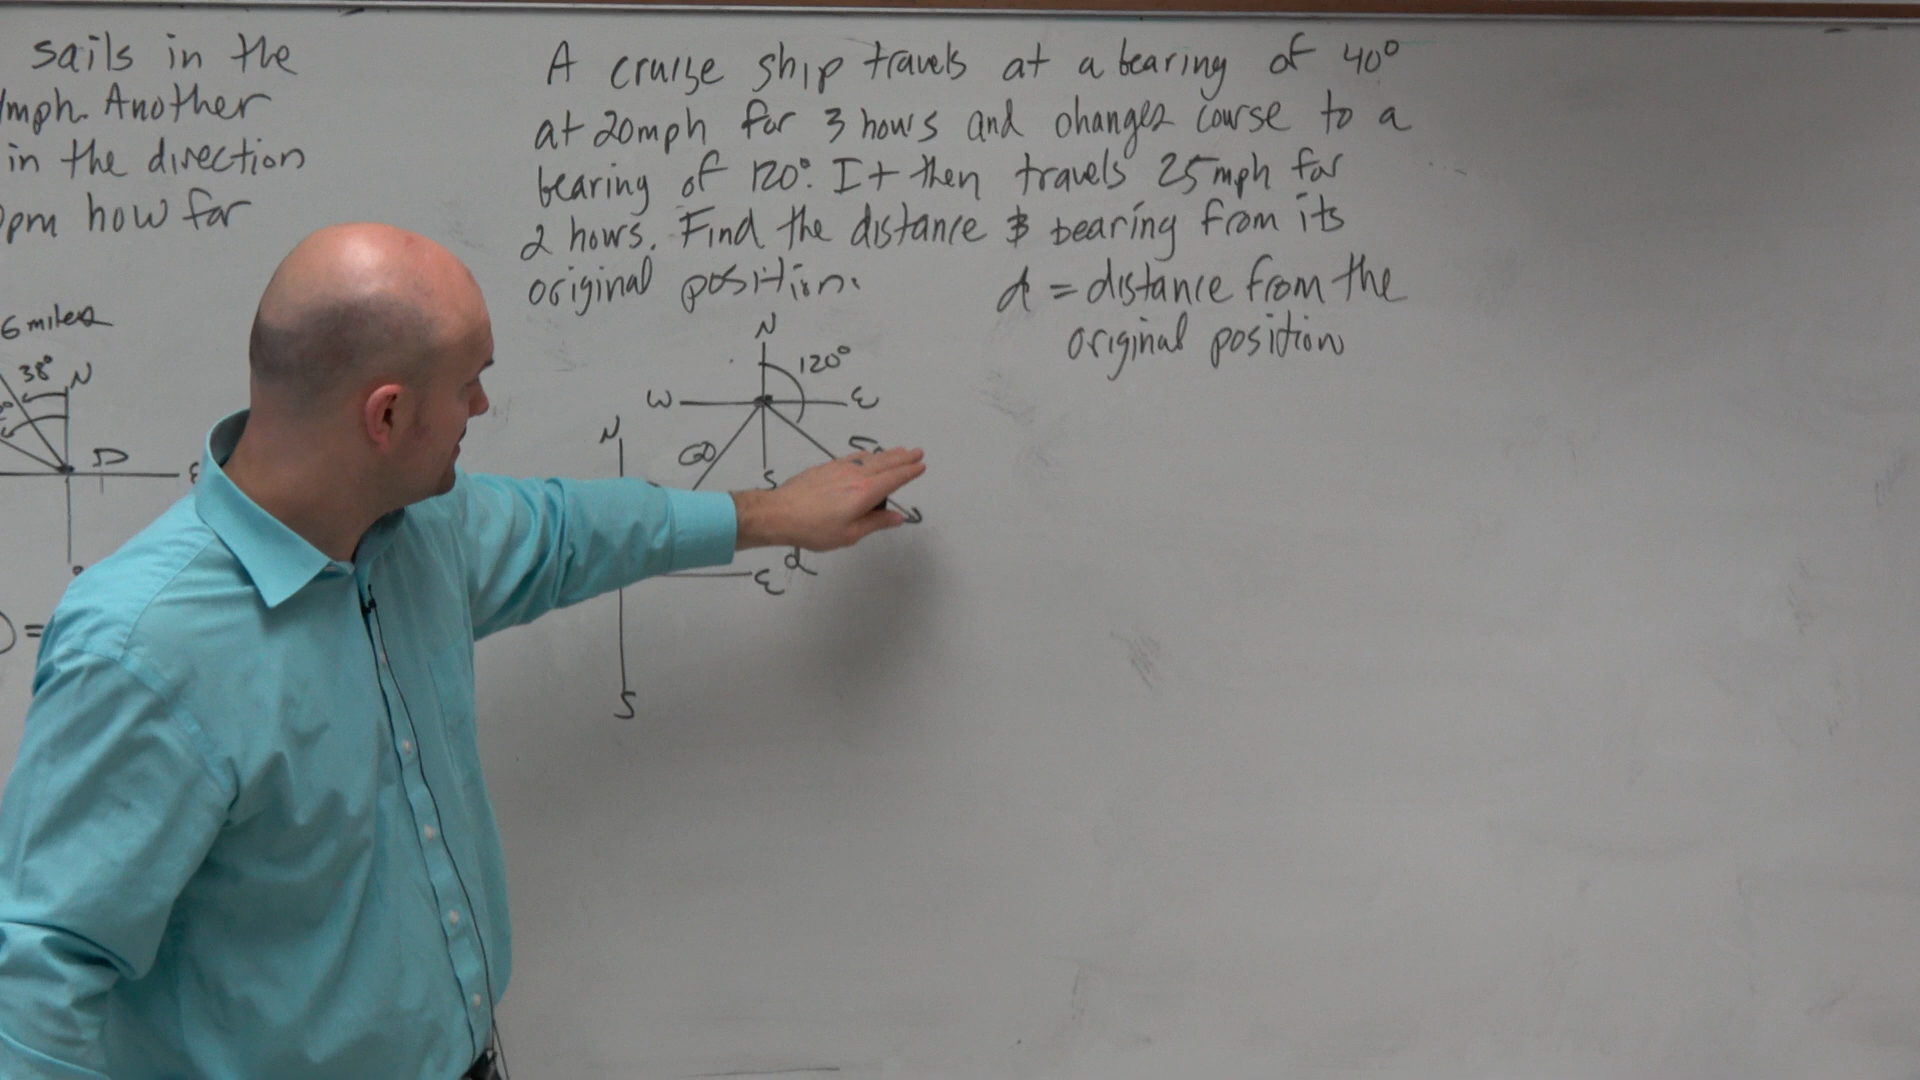 sails in the
mph. Another
in the direction
pm how far
6 miles
38° N
D
=
A cruise ship travels at a bearing of 40°
at 20mph for 3 hours and changes course to a
bearing of 120°. It then travels 25mph for
2 hours. Find the distance & bearing from its
original position.
d = distance from the
original position
N
120°
W E
N
60
S
d
E
S